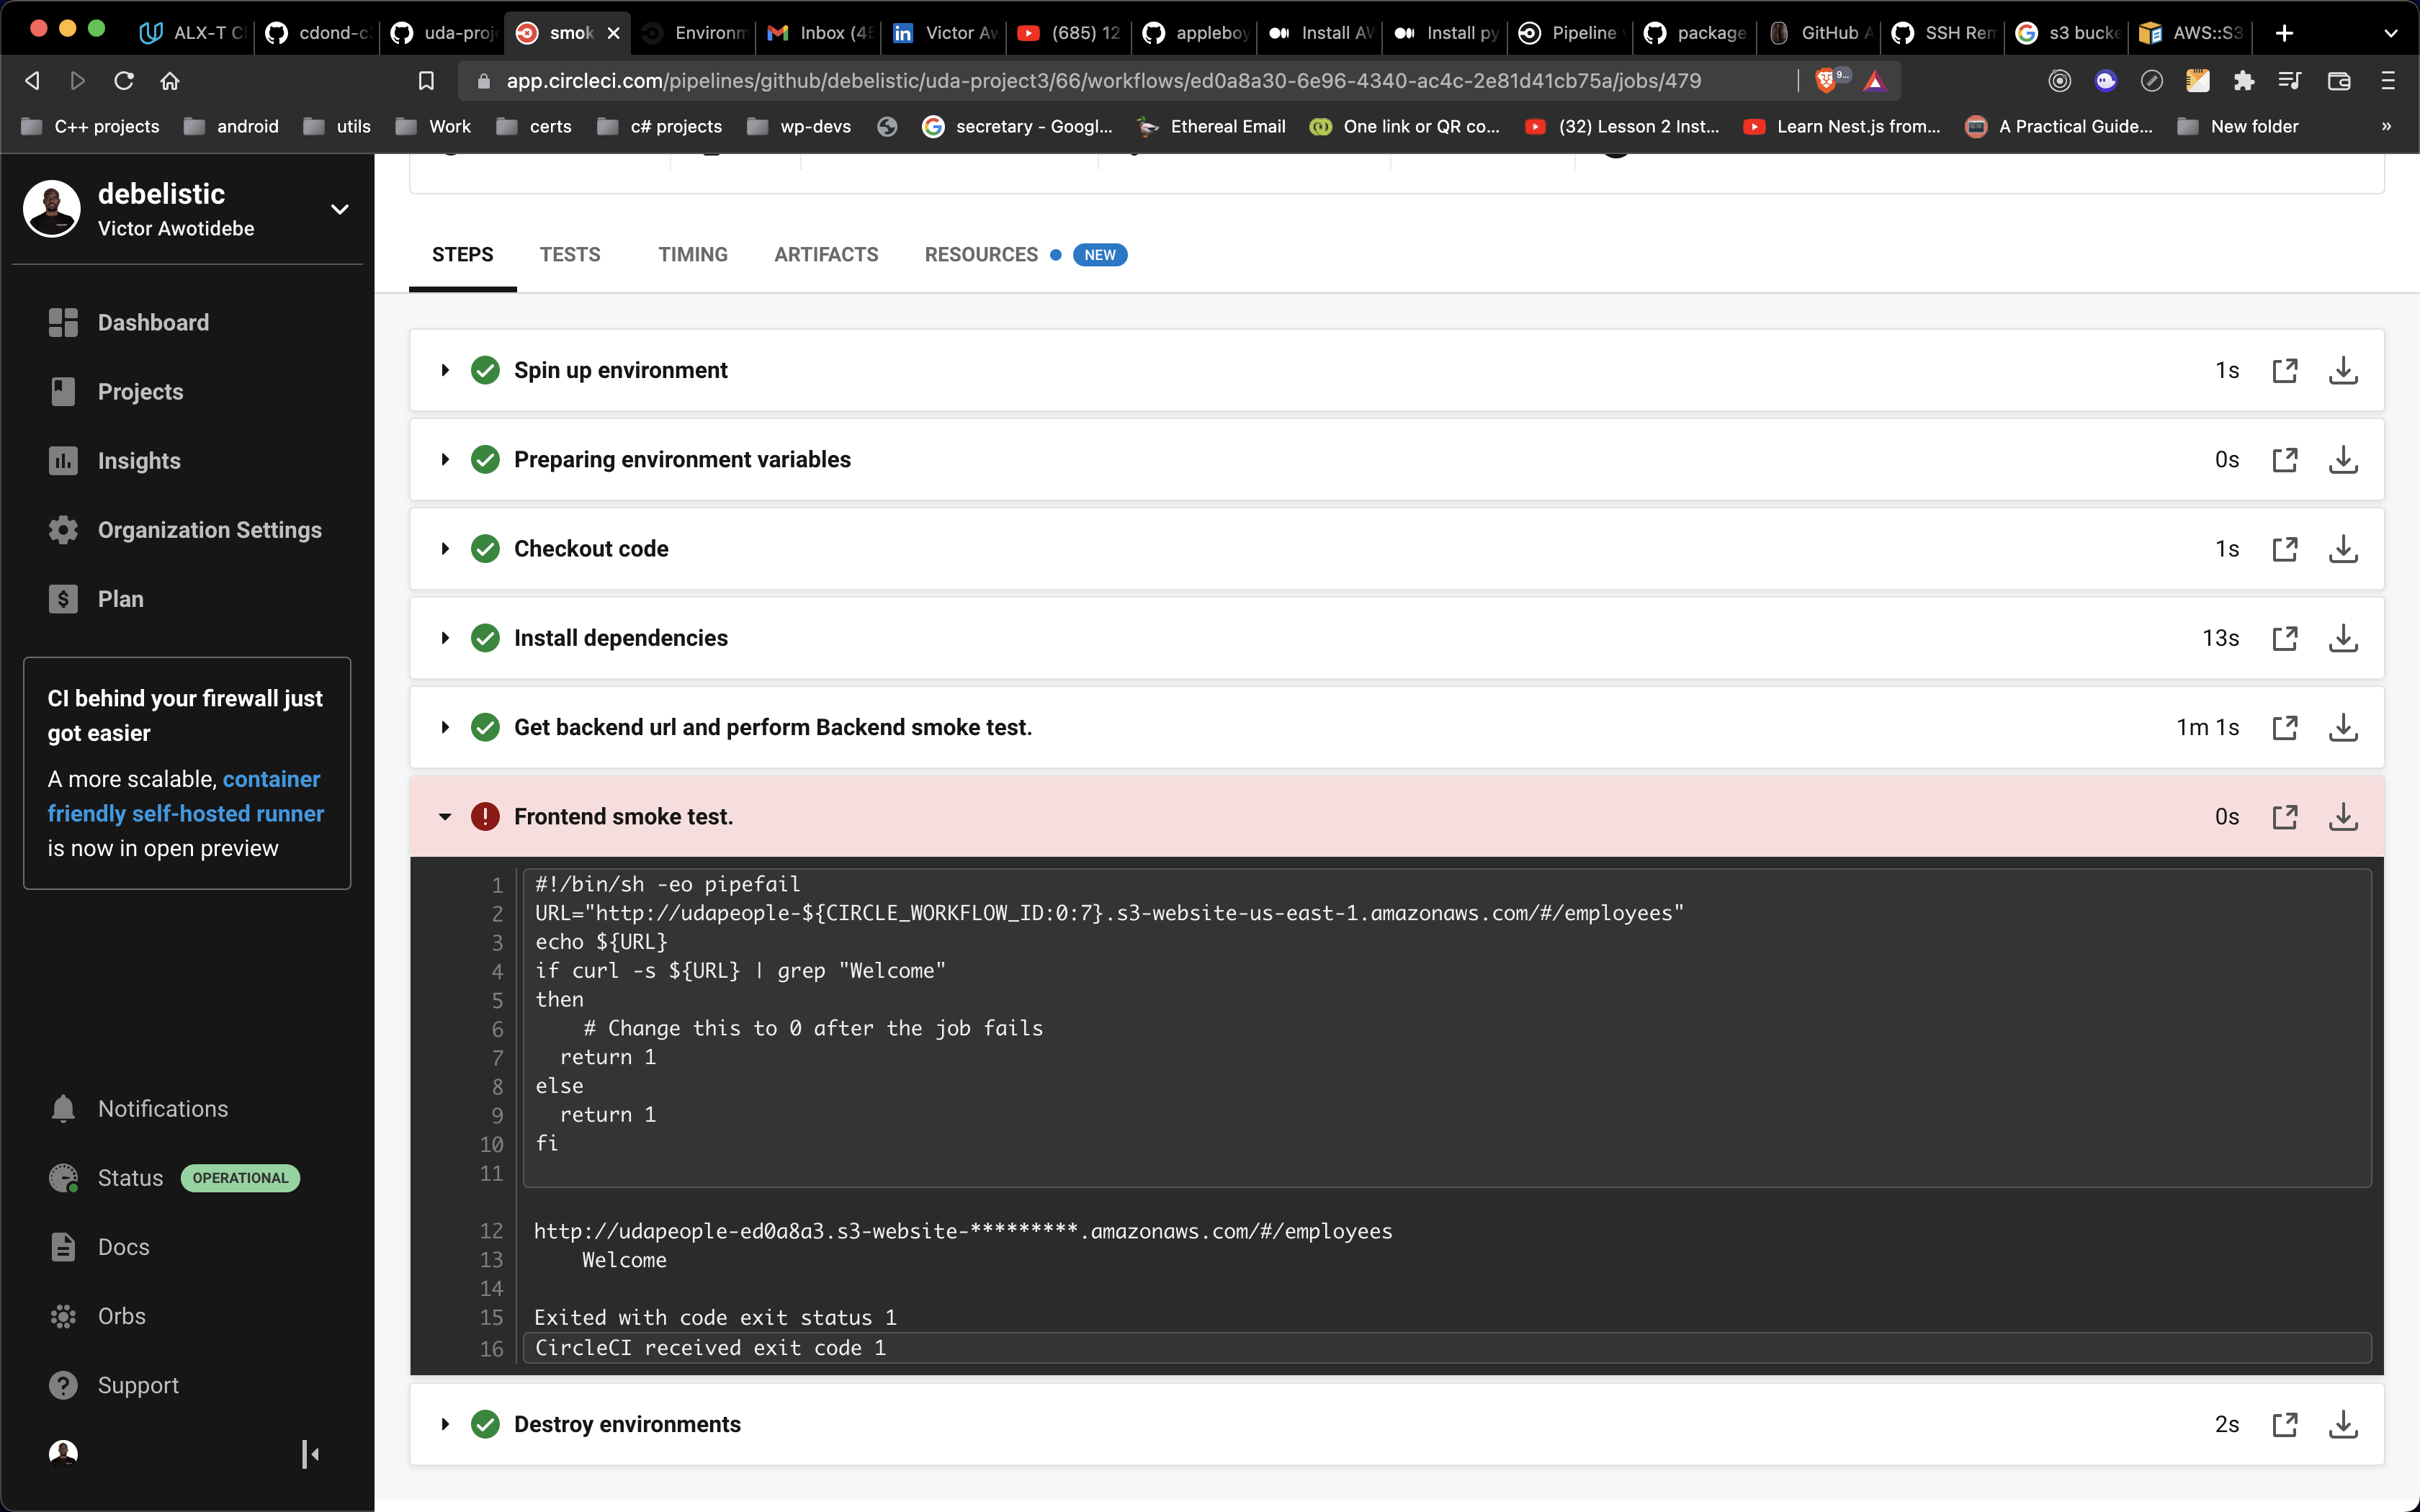 ALX-T C
cdond-c
uda-proj
smok
Environm
Inbox (45
Victor Aw
(685) 12
appleboy
Install AW
Install py
Pipeline
package
GitHub A
SSH Rem
s3 bucke
AWS::S3
app.circleci.com/pipelines/github/debelistic/uda-project3/66/workflows/ed0a8a30-6e96-4340-ac4c-2e81d41cb75a/jobs/479
9...
C++ projects
android
utils
Work
certs
c# projects
wp-devs
secretary - Googl...
Ethereal Email
One link or QR co...
(32) Lesson 2 Inst...
Learn Nest.js from...
A Practical Guide...
New folder
»
debelistic
Victor Awotidebe
Dashboard
Projects
Insights
Organization Settings
Plan
CI behind your firewall just
got easier
A more scalable, container
friendly self-hosted runner
is now in open preview
Notifications
Status OPERATIONAL
Docs
Orbs
Support
STEPS
TESTS
TIMING
ARTIFACTS
RESOURCES NEW
Spin up environment 1s
Preparing environment variables 0s
Checkout code 1s
Install dependencies 13s
Get backend url and perform Backend smoke test. 1m 1s
Frontend smoke test. 0s
1 #!/bin/sh -eo pipefail
2 URL="http://udapeople-${CIRCLE_WORKFLOW_ID:0:7}.s3-website-us-east-1.amazonaws.com/#/employees"
3 echo ${URL}
4 if curl -s ${URL} | grep "Welcome"
5 then
6 # Change this to 0 after the job fails
7 return 1
8 else
9 return 1
10 fi
11
12 http://udapeople-ed0a8a3.s3-website-*********.amazonaws.com/#/employees
13 Welcome
14
15 Exited with code exit status 1
16 CircleCI received exit code 1
Destroy environments 2s